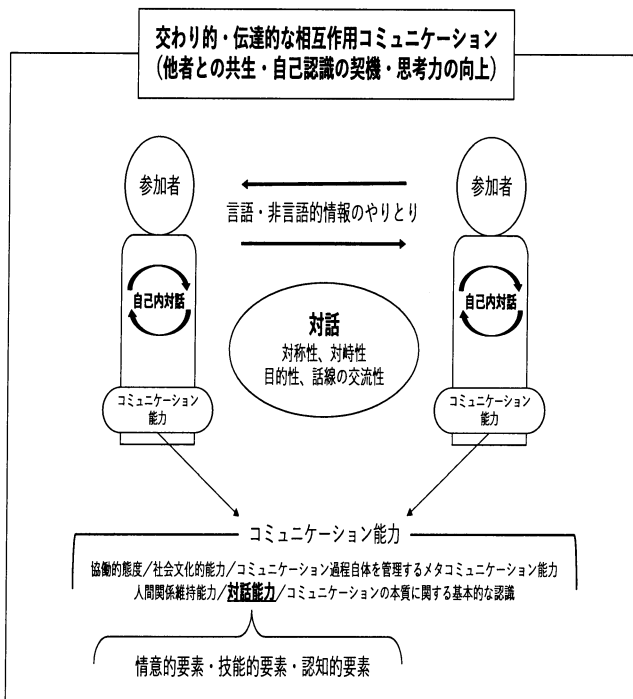 交わり的・伝達的な相互作用コミュニケーション
(他者との共生・自己認識の契機・思考力の向上)
参加者
参加者
言語・非言語的情報のやりとり
自己内対話
自己内対話
対話
対称性、対峙性
目的性、話線の交流性
コミュニケーション
能力
コミュニケーション
能力
コミュニケーション能力
協働的態度/社会文化的能力/コミュニケーション過程自体を管理するメタコミュニケーション能力
人間関係維持能力/対話能力/コミュニケーションの本質に関する基本的な認識
情意的要素・技能的要素・認知的要素